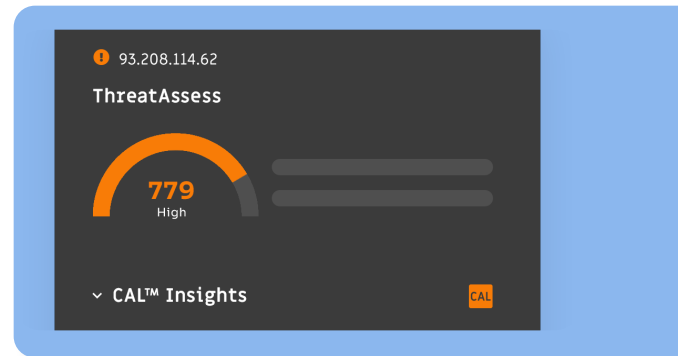 93.208.114.62
ThreatAssess
779
High
CAL™ Insights
CAL